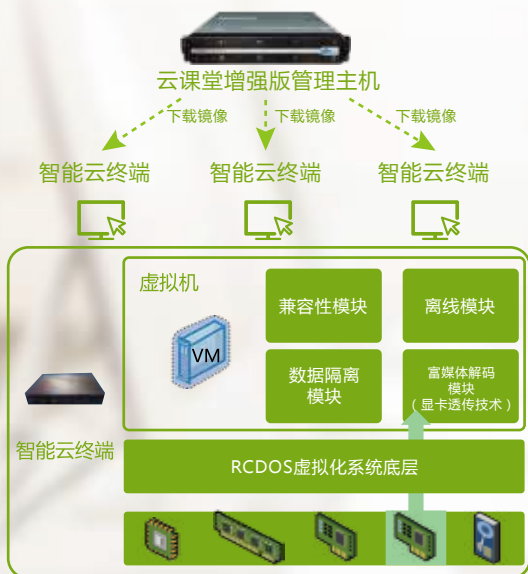 云课堂增强版管理主机
下载镜像 下载镜像 下载镜像
智能云终端 智能云终端 智能云终端
虚拟机
兼容性模块
离线模块
VM
数据隔离
模块
富媒体解码
模块
（显卡透传技术）
智能云终端
RCDOS虚拟化系统底层